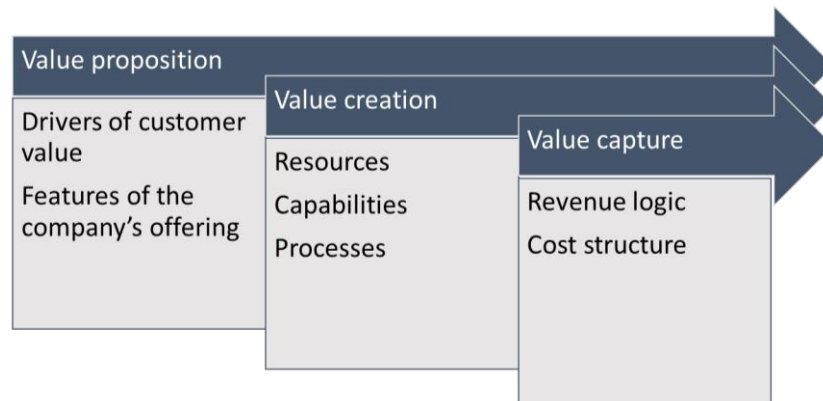 Value proposition
Drivers of customer
value
Features of the
company’s offering
Value creation
Resources
Capabilities
Processes
Value capture
Revenue logic
Cost structure